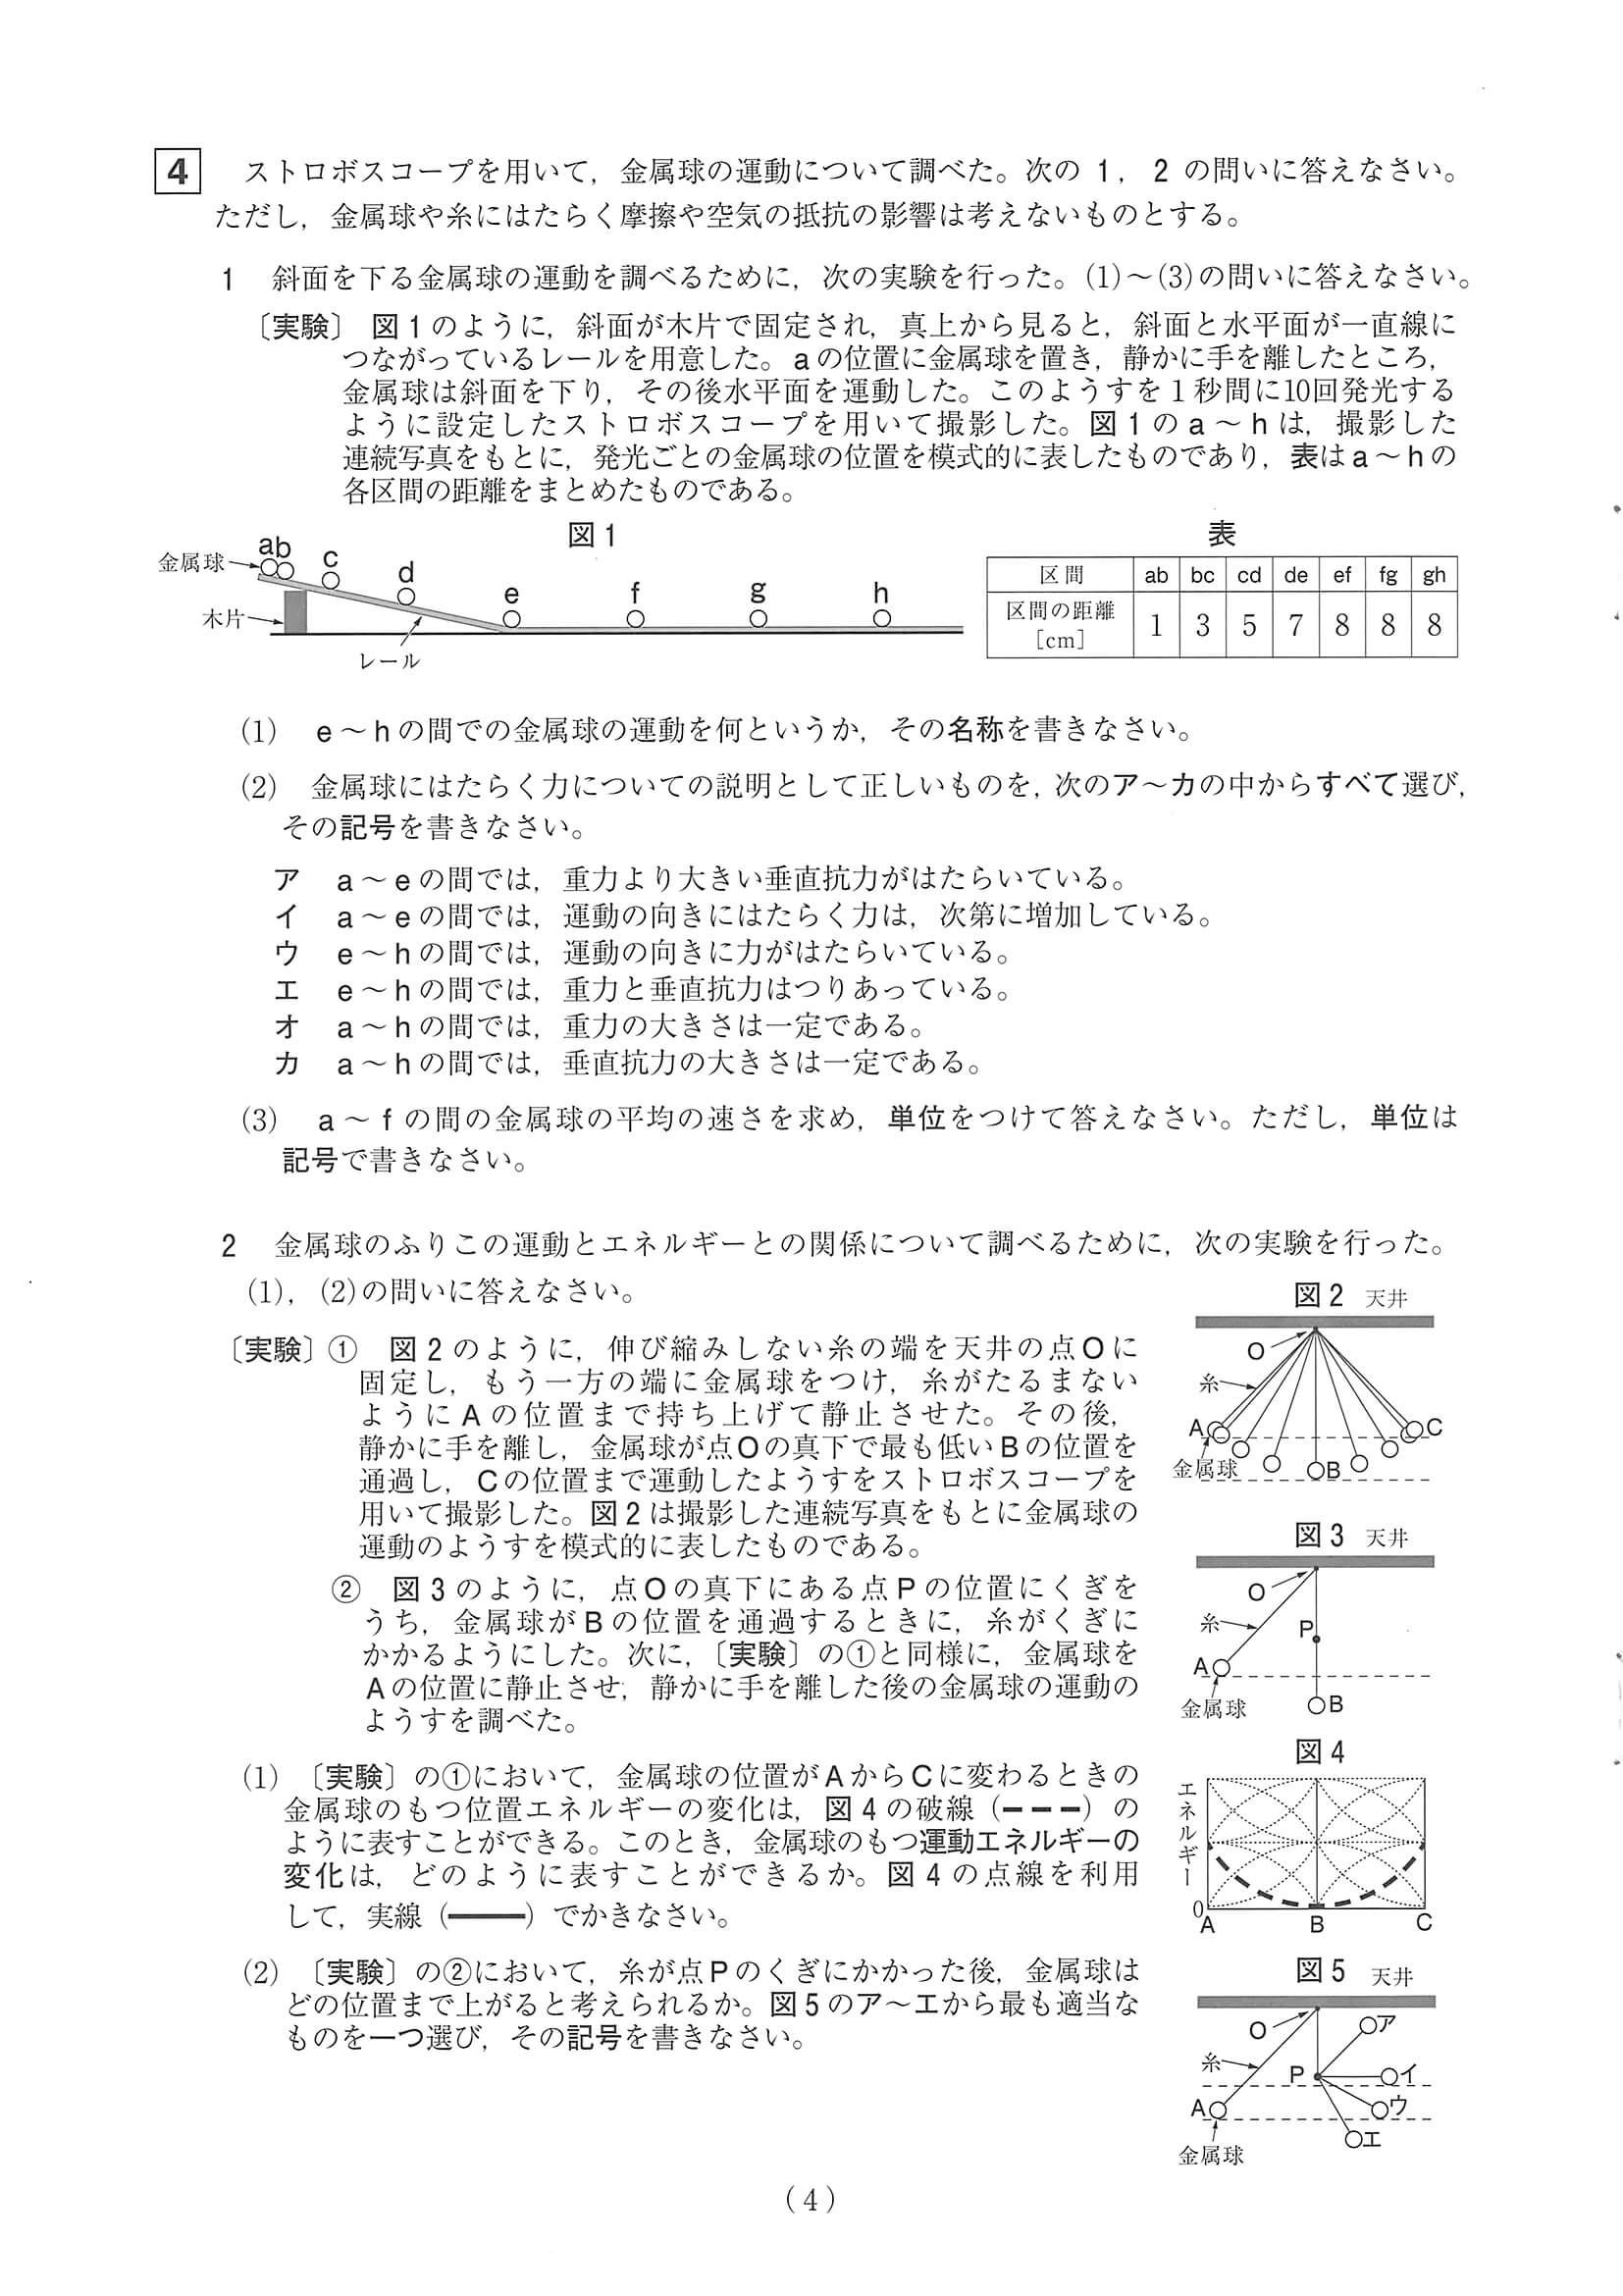 4 ストロボスコープを用いて，金属球の運動について調べた。次の 1，2 の問いに答えなさい。
ただし，金属球や糸にはたらく摩擦や空気の抵抗の影響は考えないものとする。
1 斜面を下る金属球の運動を調べるために，次の実験を行った。(1)～(3)の問いに答えなさい。
〔実験〕 図1のように，斜面が木片で固定され，真上から見ると，斜面と水平面が一直線に
つながっているレールを用意した。aの位置に金属球を置き，静かに手を離したところ，
金属球は斜面を下り，その後水平面を運動した。このようすを1秒間に10回発光する
ように設定したストロボスコープを用いて撮影した。図1のa～hは，撮影した
連続写真をもとに，発光ごとの金属球の位置を模式的に表したものであり，表はa～hの
各区間の距離をまとめたものである。
図1
金属球
a b c d e f g h
木片
レール
表
区間 ab bc cd de ef fg gh
区間の距離
[cm] 1 3 5 7 8 8 8
(1) e～hの間での金属球の運動を何というか，その名称を書きなさい。
(2) 金属球にはたらく力についての説明として正しいものを，次のア～カの中からすべて選び，
その記号を書きなさい。
ア a～eの間では，重力より大きい垂直抗力がはたらいている。
イ a～eの間では，運動の向きにはたらく力は，次第に増加している。
ウ e～hの間では，運動の向きに力がはたらいている。
エ e～hの間では，重力と垂直抗力はつりあっている。
オ a～hの間では，重力の大きさは一定である。
カ a～hの間では，垂直抗力の大きさは一定である。
(3) a～fの間の金属球の平均の速さを求め，単位をつけて答えなさい。ただし，単位は
記号で書きなさい。
2 金属球のふりこの運動とエネルギーとの関係について調べるために，次の実験を行った。
(1)，(2)の問いに答えなさい。
〔実験〕① 図2のように，伸び縮みしない糸の端を天井の点Oに
固定し，もう一方の端に金属球をつけ，糸がたるまない
ようにAの位置まで持ち上げて静止させた。その後，
静かに手を離し，金属球が点Oの真下で最も低いBの位置を
通過し，Cの位置まで運動したようすをストロボスコープを
用いて撮影した。図2は撮影した連続写真をもとに金属球の
運動のようすを模式的に表したものである。
② 図3のように，点Oの真下にある点Pの位置にくぎを
うち，金属球がBの位置を通過するときに，糸がくぎに
かかるようにした。次に，〔実験〕の①と同様に，金属球を
Aの位置に静止させ，静かに手を離した後の金属球の運動の
ようすを調べた。
(1) 〔実験〕の①において，金属球の位置がAからCに変わるときの
金属球のもつ位置エネルギーの変化は，図4の破線（---）の
ように表すことができる。このとき，金属球のもつ運動エネルギーの
変化は，どのように表すことができるか。図4の点線を利用
して，実線（——）でかきなさい。
(2) 〔実験〕の②において，糸が点Pのくぎにかかった後，金属球は
どの位置まで上がると考えられるか。図5のア～エから最も適当な
ものを一つ選び，その記号を書きなさい。
図2 天井
O
糸
A C
金属球 B
図3 天井
O
糸 P
A
金属球 B
図4
エネルギー
0
A B C
図5 天井
O ア
糸 P イ
A ウ
エ
金属球
(4)